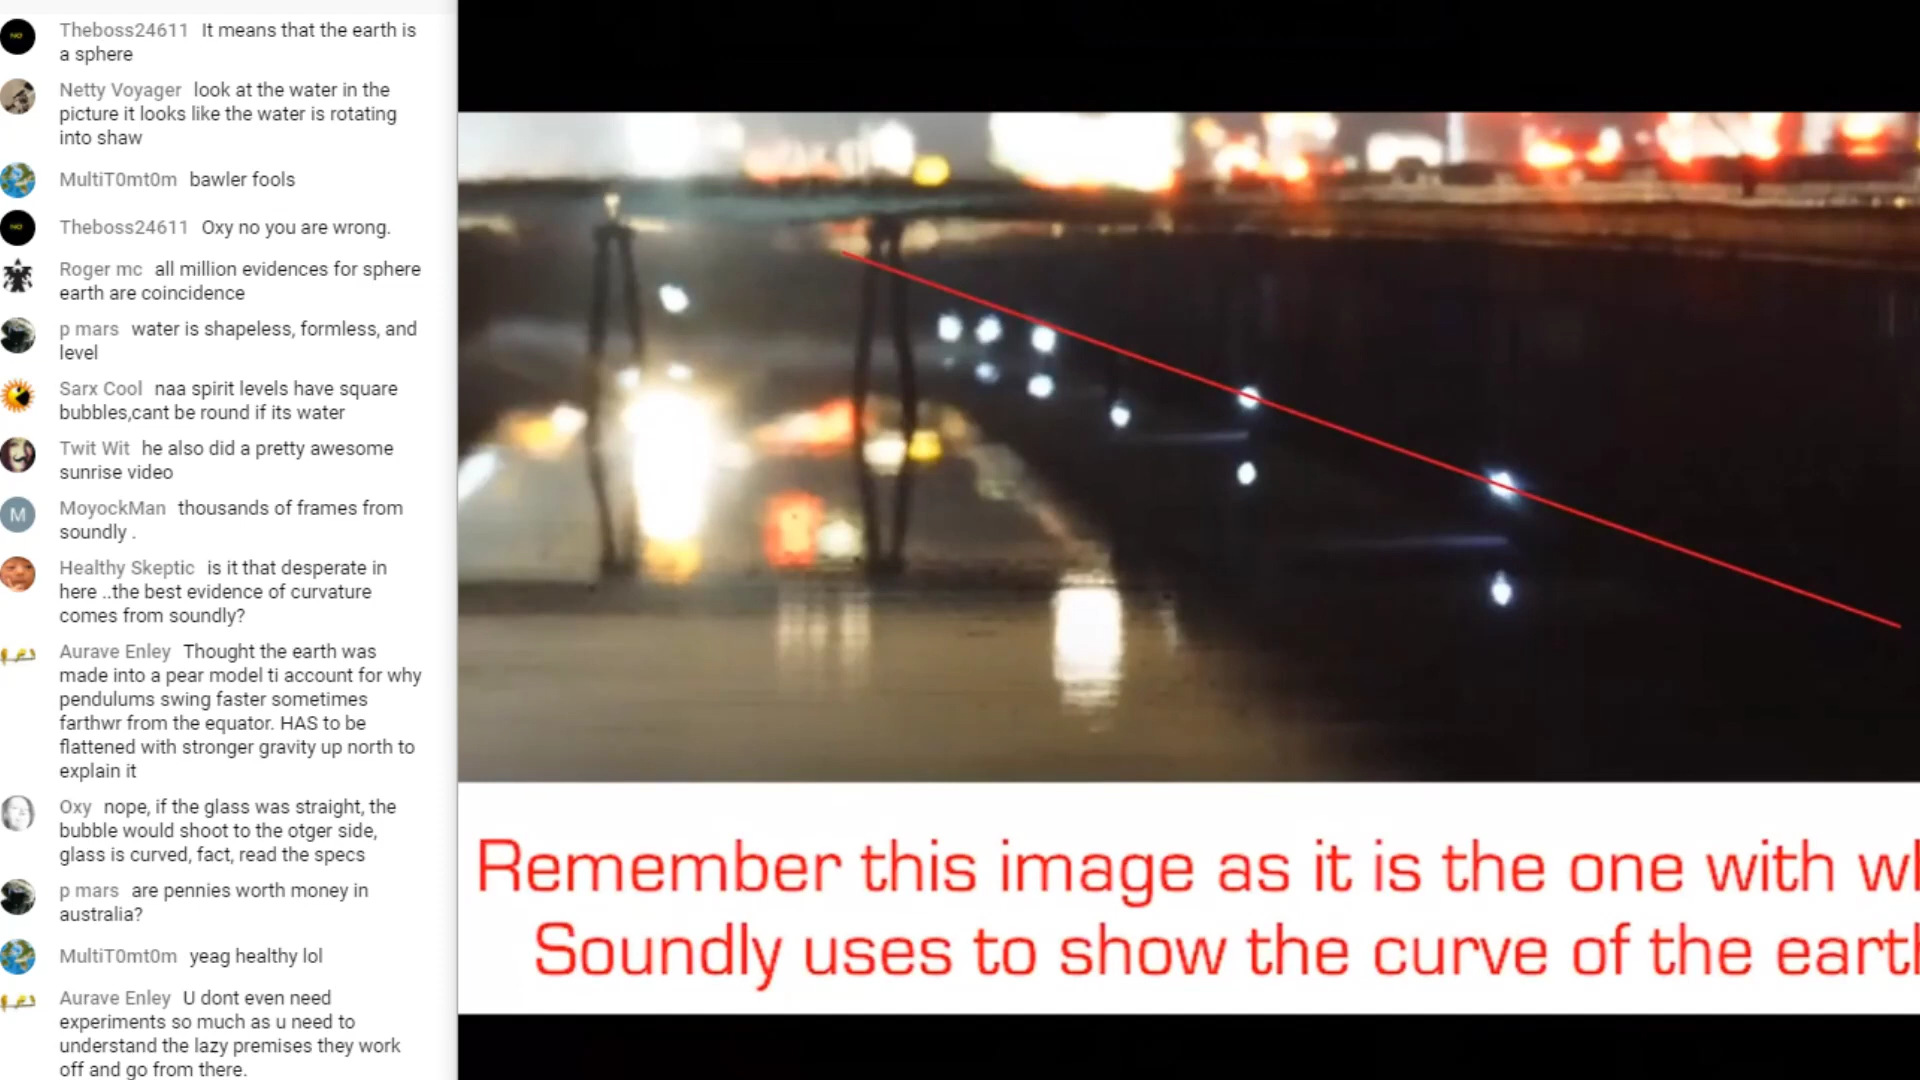 Theboss24611 It means that the earth is
a sphere
Netty Voyager look at the water in the
picture it looks like the water is rotating
into shaw
MultiT0mt0m bawler fools
Theboss24611 Oxy no you are wrong.
Roger mc all million evidences for sphere
earth are coincidence
p mars water is shapeless, formless, and
level
Sarx Cool naa spirit levels have square
bubbles,cant be round if its water
Twit Wit he also did a pretty awesome
sunrise video
M
MoyockMan thousands of frames from
soundly .
Healthy Skeptic is it that desperate in
here ..the best evidence of curvature
comes from soundly?
Aurave Enley Thought the earth was
made into a pear model ti account for why
pendulums swing faster sometimes
farthwr from the equator. HAS to be
flattened with stronger gravity up north to
explain it
Oxy nope, if the glass was straight, the
bubble would shoot to the otger side,
glass is curved, fact, read the specs
p mars are pennies worth money in
australia?
MultiT0mt0m yeag healthy lol
Aurave Enley U dont even need
experiments so much as u need to
understand the lazy premises they work
off and go from there.
Remember this image as it is the one with
Soundly uses to show the curve of the